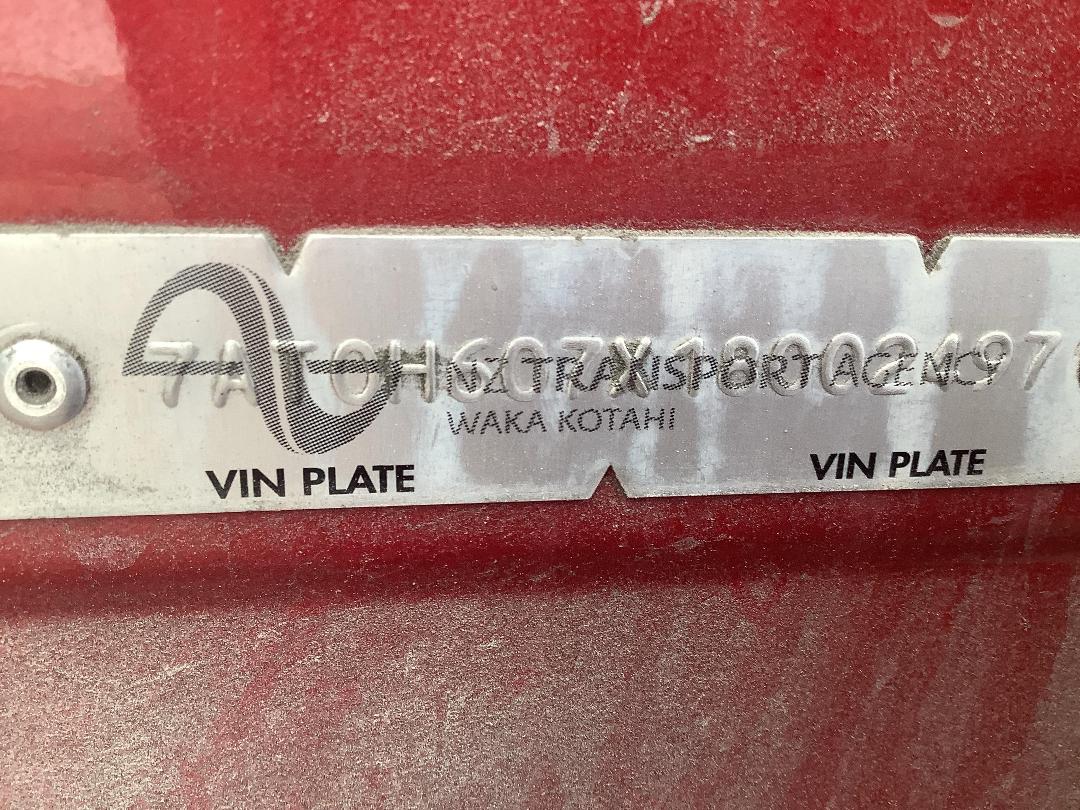 7AT0H607X18002497
NZ TRANSPORT AGENCY
WAKA KOTAHI
VIN PLATE
VIN PLATE